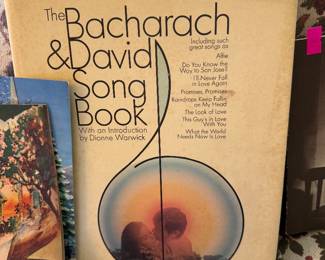 The
Bacharach
& David
Song
Book
With an Introduction
by Dionne Warwick
Including such
great songs as
Alfie
Do You Know the
Way to San Jose?
I'll Never Fall
in Love Again
Promises, Promises
Raindrops Keep Fallin'
on My Head
The Look of Love
This Guy's in Love
With You
What the World
Needs Now Is Love